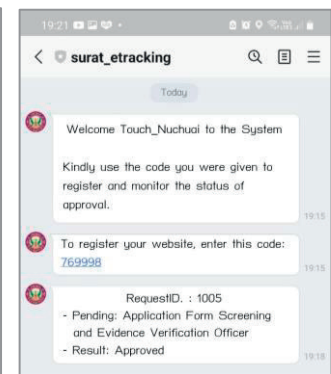 19:21
surat_etracking
Today
Welcome Touch_Nuchuai to the System
Kindly use the code you were given to
register and monitor the status of
approval.
19:15
To register your website, enter this code:
769998
19:15
RequestID. : 1005
- Pending: Application Form Screening
and Evidence Verification Officer
- Result: Approved
19:18